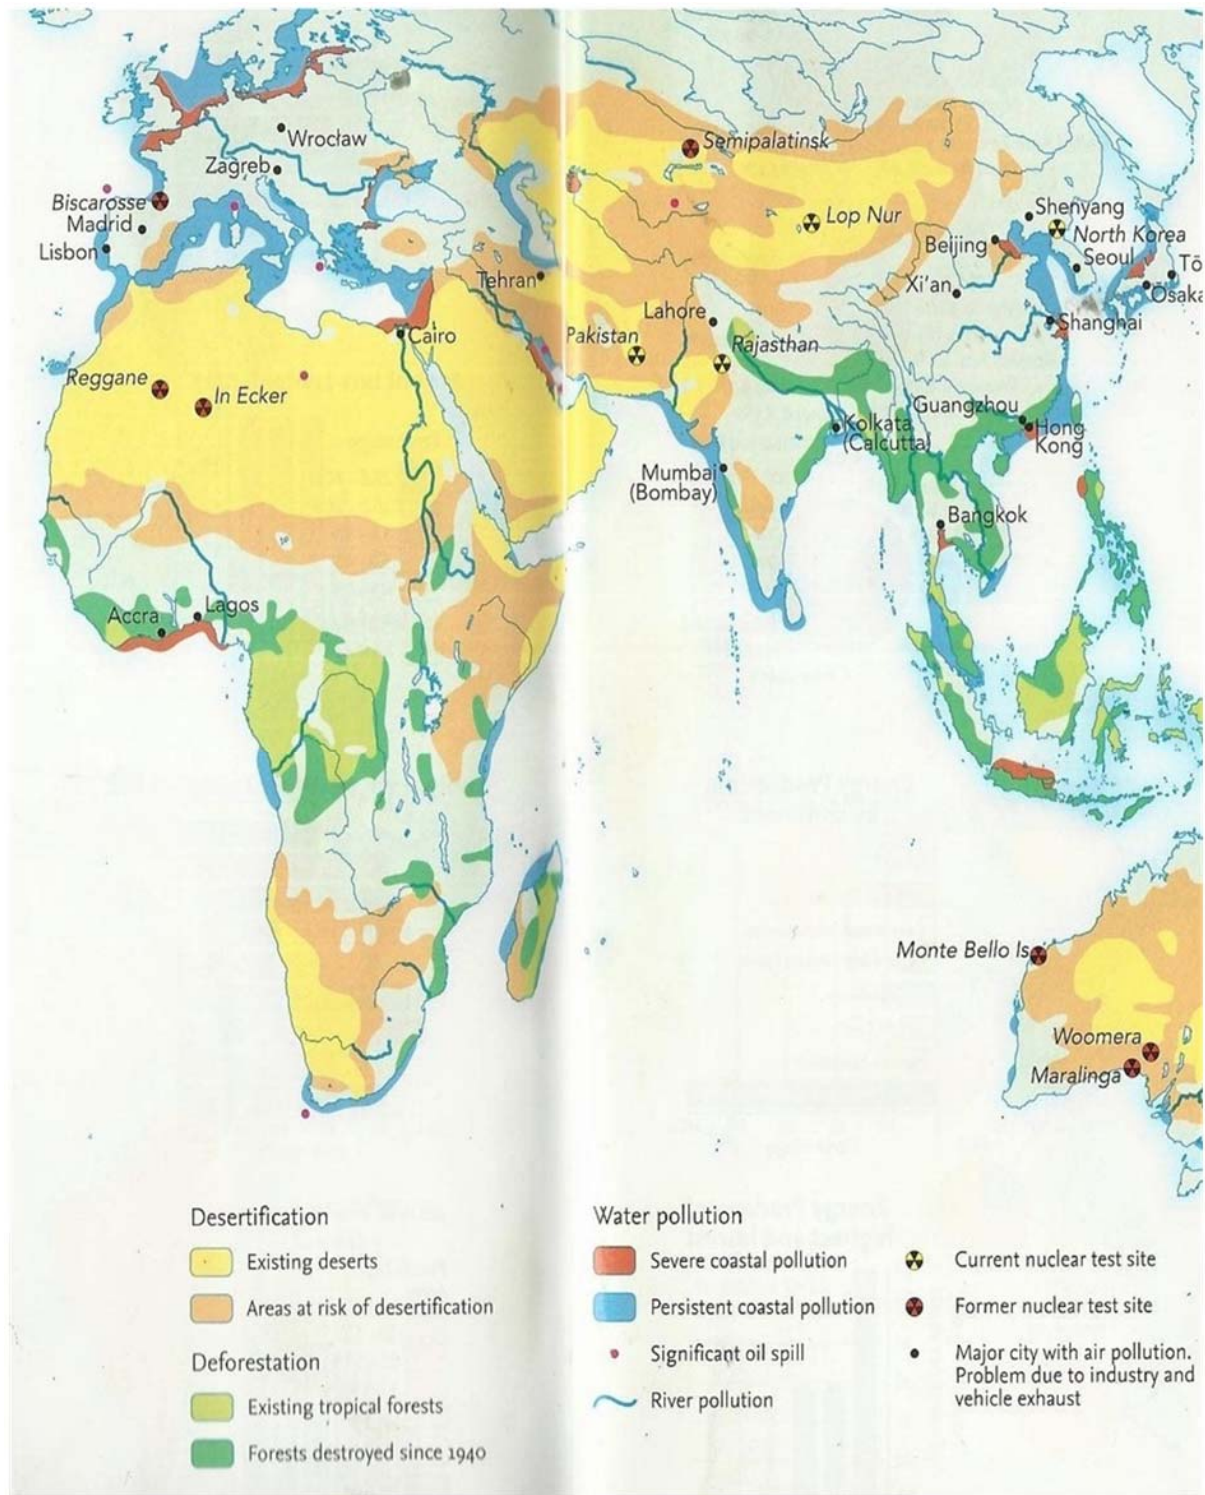 Wrocław
Zagreb
Biscarosse
Madrid
Lisbon
Semipalatinsk
Lop Nur
Shenyang
North Korea
Beijing
Seoul
Tō
Xi'an
Ōsaka
Tehran
Lahore
Shanghai
Cairo
Pakistan
Rajasthan
Reggane
In Ecker
Guangzhou
Kolkata
(Calcutta)
Hong
Kong
Mumbai
(Bombay)
Bangkok
Accra
Lagos
Monte Bello Is
Woomera
Maralinga
Desertification
Existing deserts
Areas at risk of desertification
Deforestation
Existing tropical forests
Forests destroyed since 1940
Water pollution
Severe coastal pollution
Persistent coastal pollution
Significant oil spill
River pollution
Current nuclear test site
Former nuclear test site
Major city with air pollution.
Problem due to industry and
vehicle exhaust